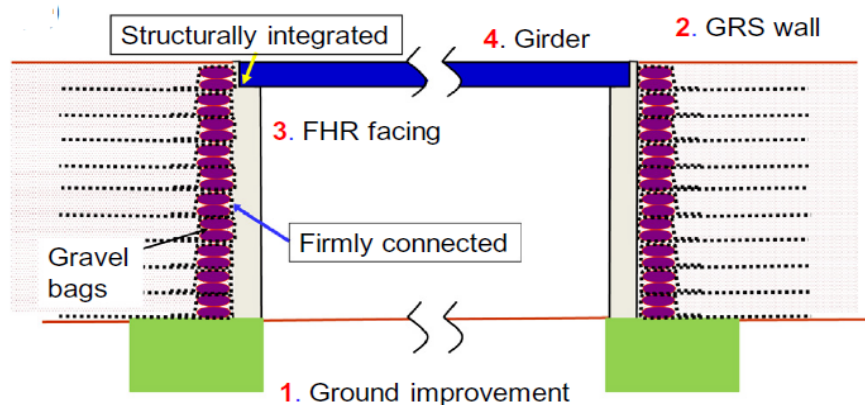 Structurally integrated
4. Girder
2. GRS wall
3. FHR facing
Firmly connected
Gravel
bags
1. Ground improvement